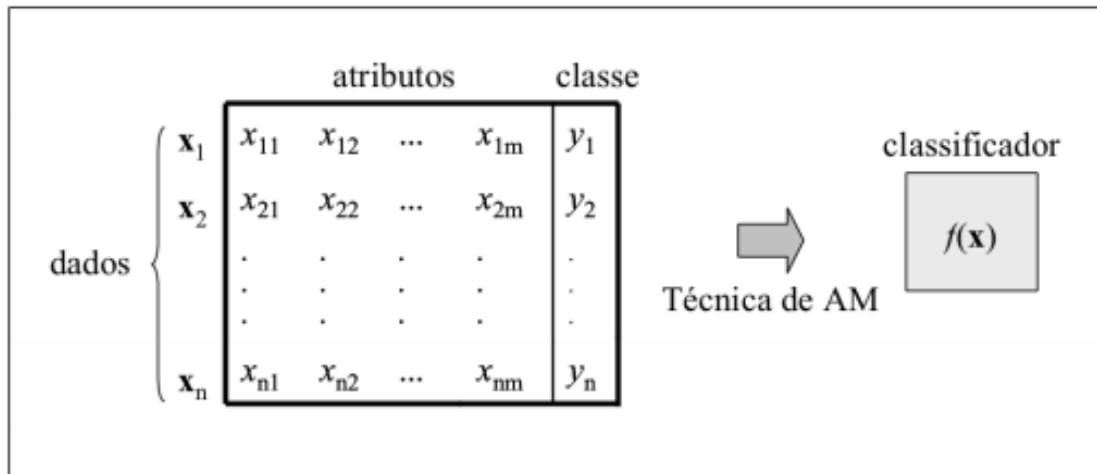 atributos classe
x₁ x₁₁ x₁₂ ... x₁ₘ y₁
classificador
x₂ x₂₁ x₂₂ ... x₂ₘ y₂
f(x)
dados . . . . .
. . . . .
Técnica de AM
. . . . .
xₙ xₙ₁ xₙ₂ ... xₙₘ yₙ